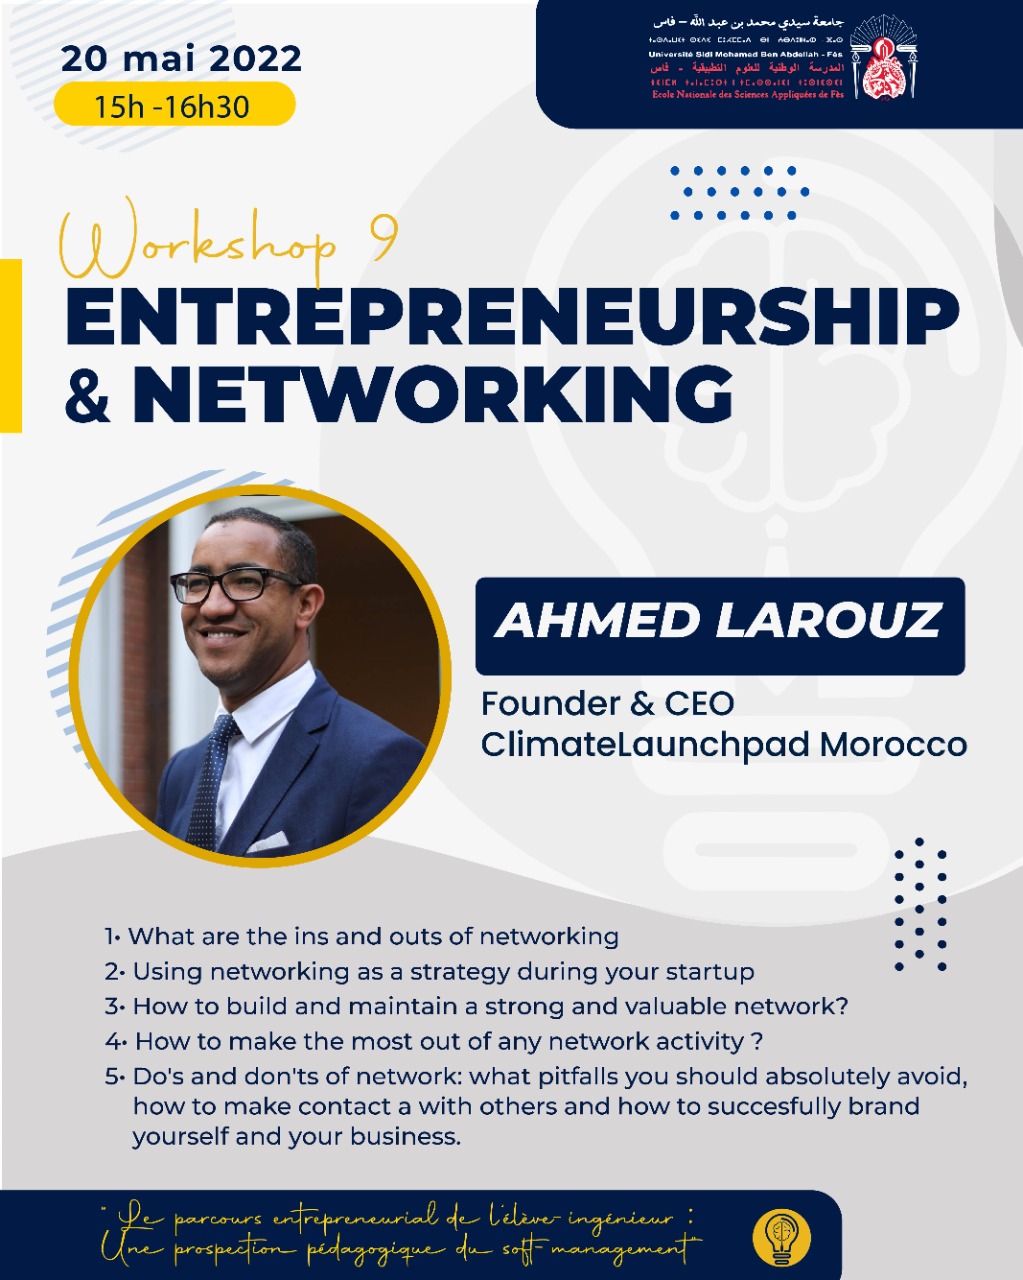 20 mai 2022
15h -16h30
جامعة سيدي محمد بن عبد الله – فاس
Université Sidi Mohamed Ben Abdellah - Fès
المدرسة الوطنية للعلوم التطبيقية - فاس
Ecole Nationale des Sciences Appliquées de Fès
Workshop 9
ENTREPRENEURSHIP
& NETWORKING
AHMED LAROUZ
Founder & CEO
ClimateLaunchpad Morocco
1• What are the ins and outs of networking
2• Using networking as a strategy during your startup
3• How to build and maintain a strong and valuable network?
4• How to make the most out of any network activity ?
5• Do's and don'ts of network: what pitfalls you should absolutely avoid,
how to make contact a with others and how to succesfully brand
yourself and your business.
" Le parcours entrepreneurial de l'élève-ingénieur :
Une prospection pédagogique du soft-management"